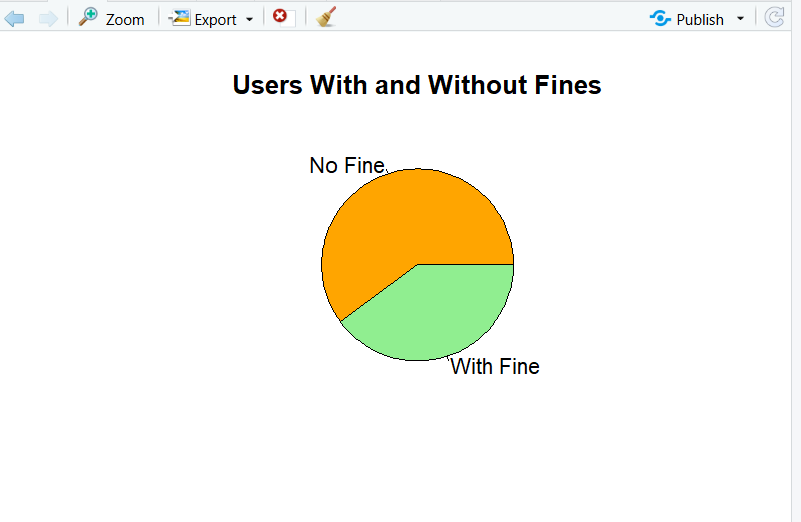 Zoom Export Publish
Users With and Without Fines
No Fine
With Fine